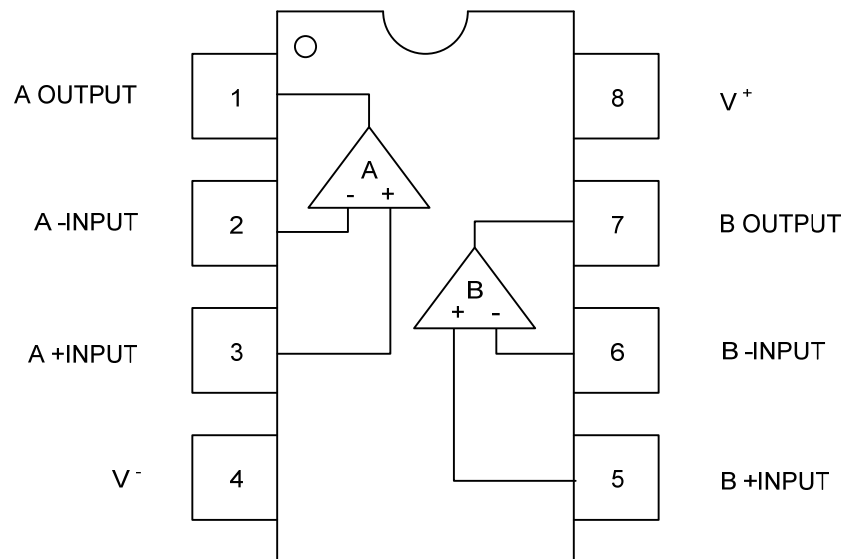 A OUTPUT 1 8 V+
A
- +
A -INPUT 2 7 B OUTPUT
B
+ -
A +INPUT 3 6 B -INPUT
V- 4 5 B +INPUT